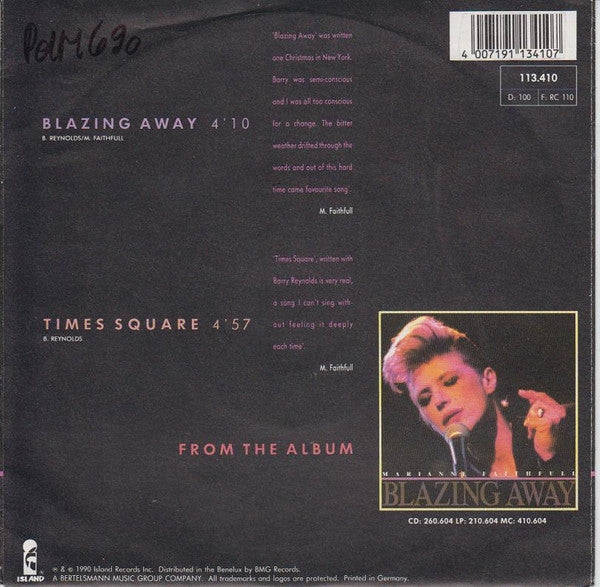 PolM690
4 007191 134107
113.410
D: 100 F: RC 110
'Blazing Away' was written
one Christmas in New York.
Barry was semi-conscious
and I was all too conscious
for a change. The bitter
weather drifted through the
words and out of this hard
time came favourite song'.
M. Faithfull
BLAZING AWAY 4'10
B. REYNOLDS/M. FAITHFULL
'Times Square', written with
Barry Reynolds is very real,
a song I can't sing with-
out feeling it deeply
each time'.
M. Faithfull
TIMES SQUARE 4'57
B. REYNOLDS
FROM THE ALBUM
MARIANNE FAITHFULL
BLAZING AWAY
CD: 260.604 LP: 210.604 MC: 410.604
ISLAND
℗ & © 1990 Island Records Inc. Distributed in the Benelux by BMG Records.
A BERTELSMANN MUSIC GROUP COMPANY. All trademarks and logos are protected. Printed in Germany.